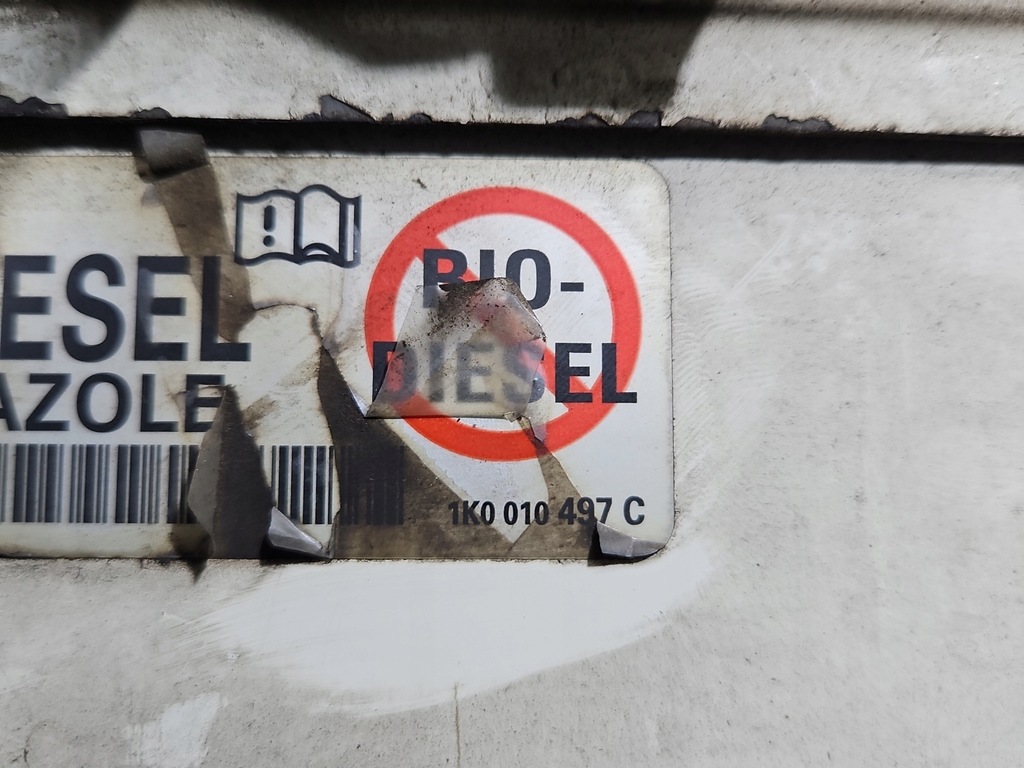 ESEL
AZOLE
BIO-
DIESEL
1K0 010 497 C